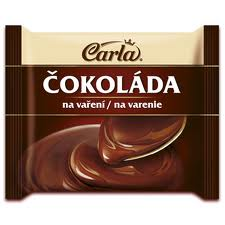 Carla®
ČOKOLÁDA
na vaření / na varenie